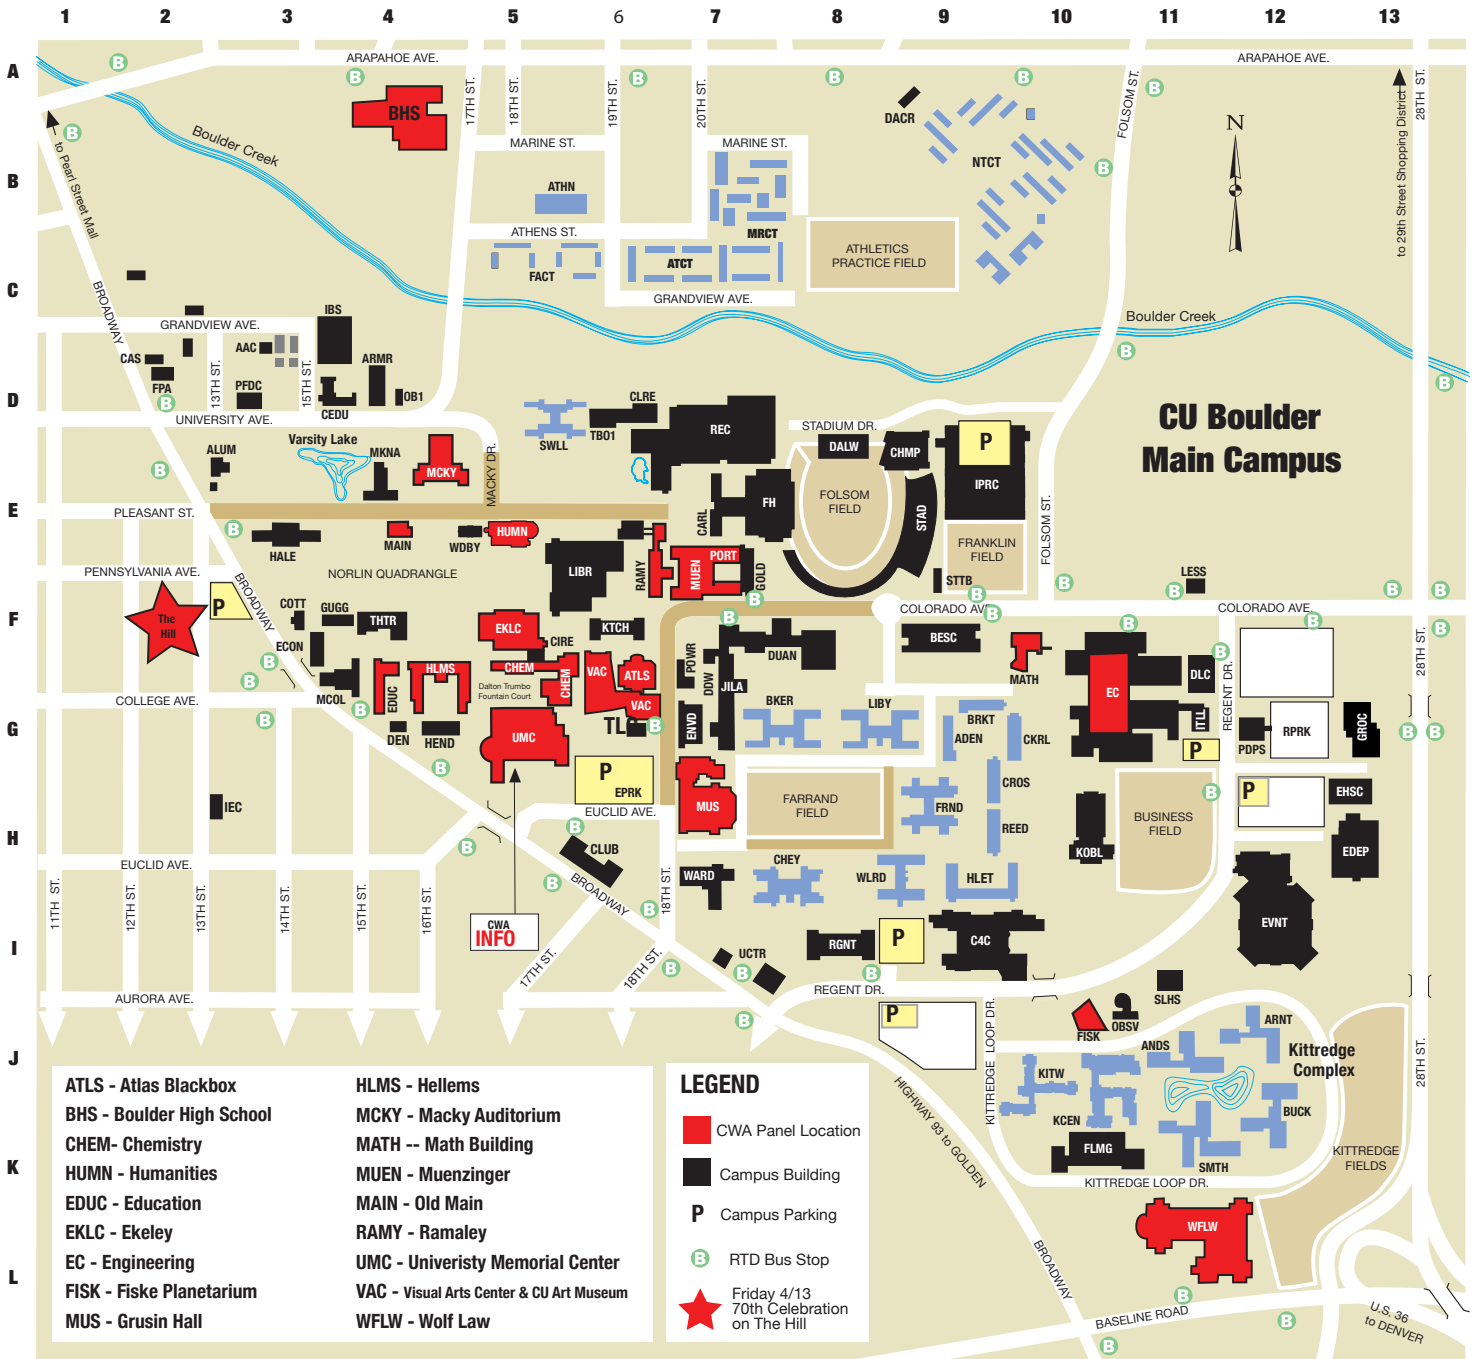 1 2 3 4 5 6 7 8 9 10 11 12 13
A
ARAPAHOE AVE.
ARAPAHOE AVE.
B B B B B B
BHS
17TH ST.
18TH ST.
19TH ST.
20TH ST.
FOLSOM ST.
28TH ST.
DACR
to Pearl Street Mall
Boulder Creek
MARINE ST.
MARINE ST.
NTCT
N
to 29th Street Shopping District
B
ATHN
ATHENS ST.
MRCT
FACT
ATCT
ATHLETICS
PRACTICE FIELD
C
GRANDVIEW AVE.
BROADWAY
IBS
GRANDVIEW AVE.
Boulder Creek
CAS
AAC
ARMR
FPA
13TH ST.
PFDC
15TH ST.
CEDU
OB1
D
UNIVERSITY AVE.
CLRE
TB01
SWLL
REC
STADIUM DR.
DALW
CHMP
P
IPRC
CU Boulder
Main Campus
ALUM
Varsity Lake
MKNA
MCKY
MACKY DR.
E
PLEASANT ST.
HALE
MAIN
WDBY
HUMN
LIBR
RAMY
MUEN
PORT
GOLD
CARL
FH
FOLSOM
FIELD
STAD
FRANKLIN
FIELD
STTB
FOLSOM ST.
LESS
PENNSYLVANIA AVE.
BROADWAY
NORLIN QUADRANGLE
F
The
Hill
P
COTT
GUGG
THTR
ECON
EKLC
CIRE
KTCH
COLORADO AVE.
COLORADO AVE.
BESC
MATH
EC
DLC
REGENT DR.
28TH ST.
MCOL
EDUC
HLMS
CHEM
CHEM
Dalton Trumbo
Fountain Court
VAC
ATLS
VAC
POWR
DDW
JILA
DUAN
COLLEGE AVE.
G
DEN
HEND
UMC
TLC
ENVD
BKER
LIBY
BRKT
ADEN
CKRL
ITLL
P
PDPS
RPRK
GROC
P
EPRK
MUS
FARRAND
FIELD
CROS
FRND
REED
BUSINESS
FIELD
P
EHSC
IEC
EUCLID AVE.
H
EUCLID AVE.
CLUB
BROADWAY
CHEY
WLRD
HLET
KOBL
EDEP
WARD
11TH ST.
12TH ST.
13TH ST.
14TH ST.
15TH ST.
16TH ST.
18TH ST.
CWA
INFO
EVNT
I
17TH ST.
18TH ST.
UCTR
RGNT
P
C4C
AURORA AVE.
REGENT DR.
SLHS
P
KITTREDGE LOOP DR.
FISK
OBSV
ARNT
J
ANDS
Kittredge
Complex
KITW
KCEN
BUCK
28TH ST.
K
FLMG
SMTH
KITTREDGE
FIELDS
KITTREDGE LOOP DR.
HIGHWAY 93 to GOLDEN
BROADWAY
WFLW
L
BASELINE ROAD
U.S. 36
to DENVER
ATLS - Atlas Blackbox
BHS - Boulder High School
CHEM- Chemistry
HUMN - Humanities
EDUC - Education
EKLC - Ekeley
EC - Engineering
FISK - Fiske Planetarium
MUS - Grusin Hall
HLMS - Hellems
MCKY - Macky Auditorium
MATH -- Math Building
MUEN - Muenzinger
MAIN - Old Main
RAMY - Ramaley
UMC - Univeristy Memorial Center
VAC - Visual Arts Center & CU Art Museum
WFLW - Wolf Law
LEGEND
CWA Panel Location
Campus Building
P Campus Parking
B RTD Bus Stop
Friday 4/13
70th Celebration
on The Hill